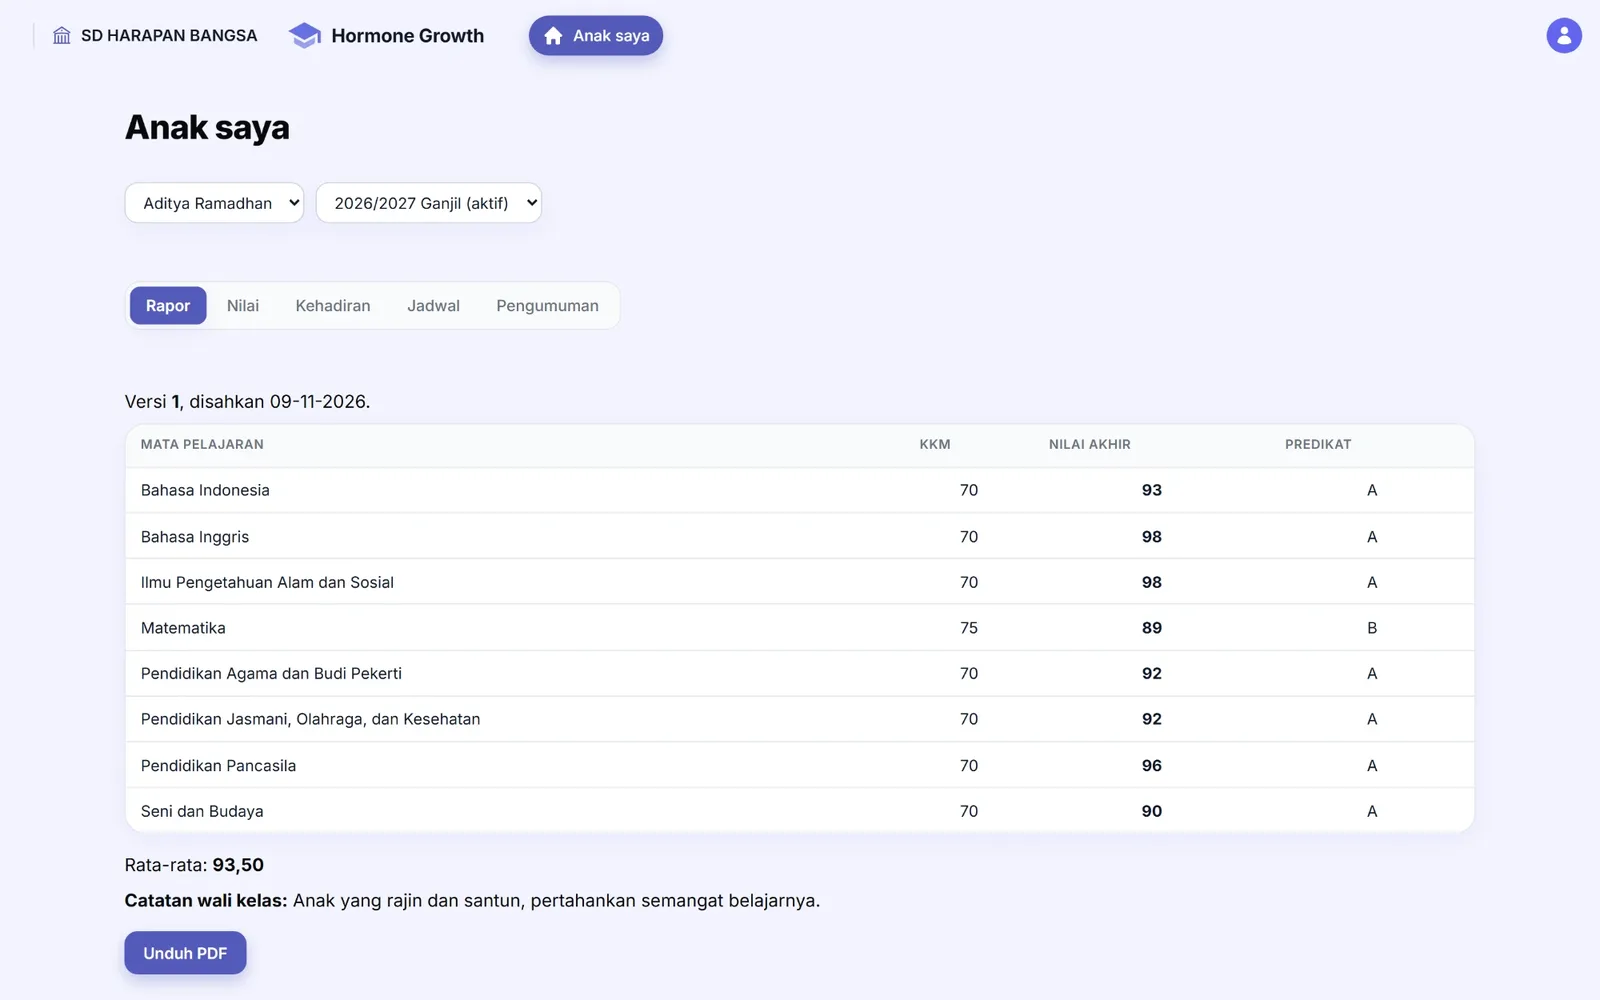 SD HARAPAN BANGSA Hormone Growth Anak saya
Anak saya
Aditya Ramadhan 2026/2027 Ganjil (aktif)
Rapor Nilai Kehadiran Jadwal Pengumuman
Versi 1, disahkan 09-11-2026.
MATA PELAJARAN KKM NILAI AKHIR PREDIKAT
Bahasa Indonesia 70 93 A
Bahasa Inggris 70 98 A
Ilmu Pengetahuan Alam dan Sosial 70 98 A
Matematika 75 89 B
Pendidikan Agama dan Budi Pekerti 70 92 A
Pendidikan Jasmani, Olahraga, dan Kesehatan 70 92 A
Pendidikan Pancasila 70 96 A
Seni dan Budaya 70 90 A
Rata-rata: 93,50
Catatan wali kelas: Anak yang rajin dan santun, pertahankan semangat belajarnya.
Unduh PDF